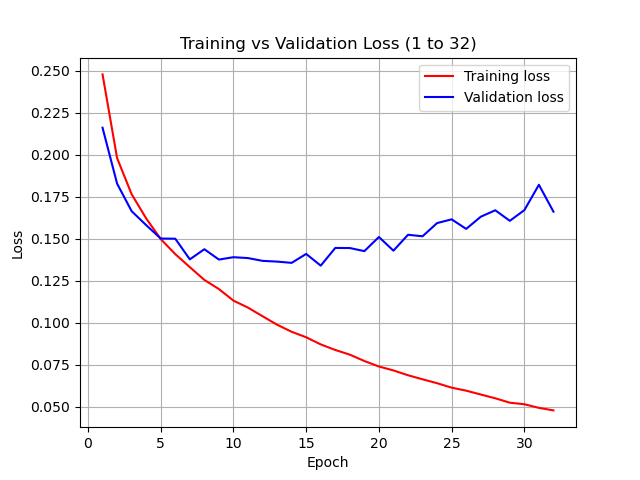 Training vs Validation Loss (1 to 32)
Training loss
Validation loss
Loss
0.250
0.225
0.200
0.175
0.150
0.125
0.100
0.075
0.050
0 5 10 15 20 25 30
Epoch